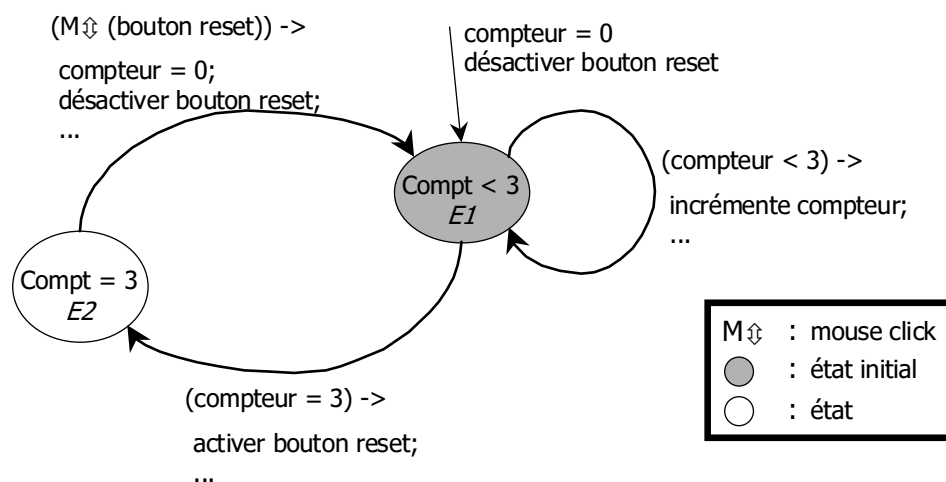 (M⇳ (bouton reset)) ->
compteur = 0;
désactiver bouton reset;
...
compteur = 0
désactiver bouton reset
Compt < 3
E1
(compteur < 3) ->
incrémente compteur;
...
Compt = 3
E2
(compteur = 3) ->
activer bouton reset;
...
M⇳ : mouse click
: état initial
: état